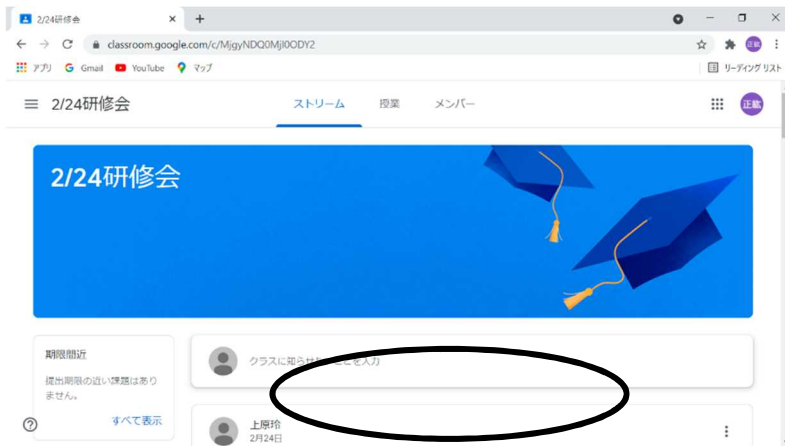 2/24研修会
classroom.google.com/c/MjgyNDQ0MjI0ODY2
アプリ Gmail YouTube マップ リーディング リスト
2/24研修会 ストリーム 授業 メンバー 正紘
2/24研修会
期限間近
提出期限の近い課題はあり
ません。
すべて表示
クラスに知らせ を入力
上原玲
2月24日